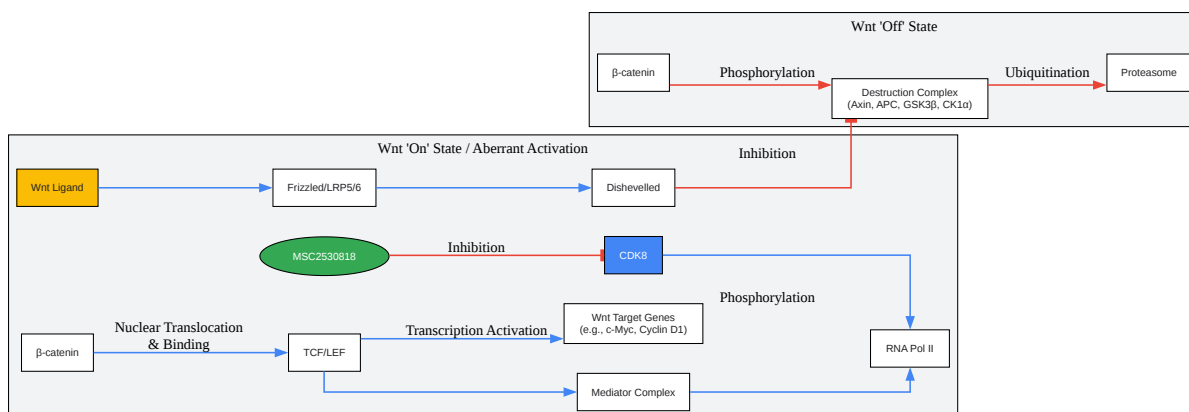 Wnt 'Off' State
β-catenin
Phosphorylation
Destruction Complex
(Axin, APC, GSK3β, CK1α)
Ubiquitination
Proteasome
Wnt 'On' State / Aberrant Activation
Inhibition
Wnt Ligand
Frizzled/LRP5/6
Dishevelled
MSC2530818
Inhibition
CDK8
Phosphorylation
β-catenin
Nuclear Translocation
& Binding
TCF/LEF
Transcription Activation
Wnt Target Genes
(e.g., c-Myc, Cyclin D1)
RNA Pol II
Mediator Complex